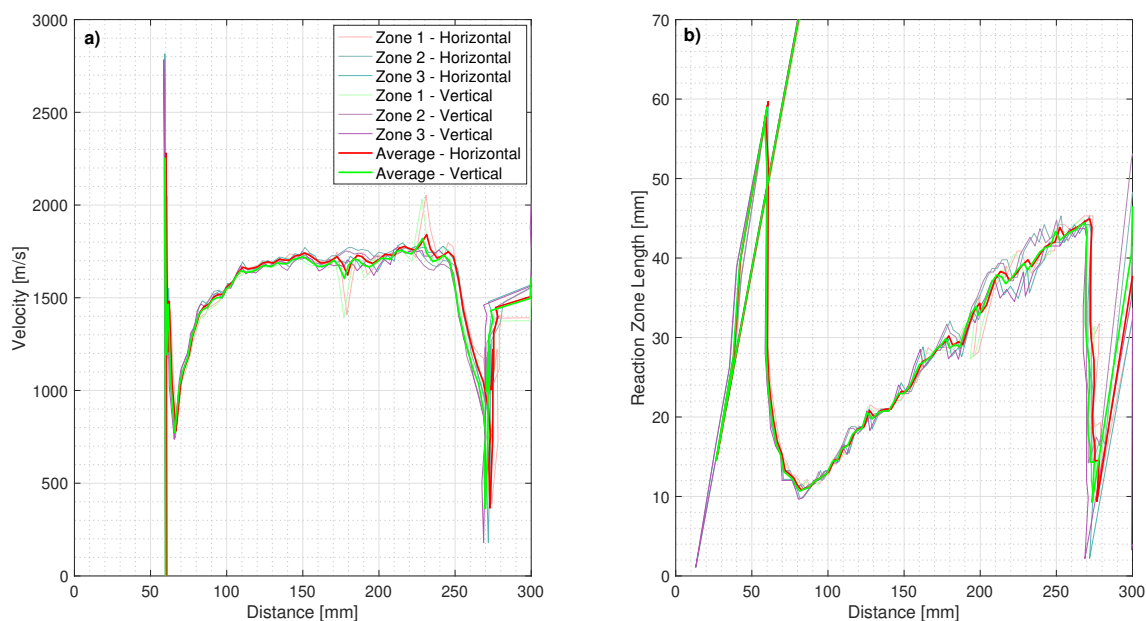 a)
Zone 1 - Horizontal
Zone 2 - Horizontal
Zone 3 - Horizontal
Zone 1 - Vertical
Zone 2 - Vertical
Zone 3 - Vertical
Average - Horizontal
Average - Vertical
3000
2500
2000
1500
1000
500
0
Velocity [m/s]
0 50 100 150 200 250 300
Distance [mm]
b)
70
60
50
40
30
20
10
0
Reaction Zone Length [mm]
0 50 100 150 200 250 300
Distance [mm]